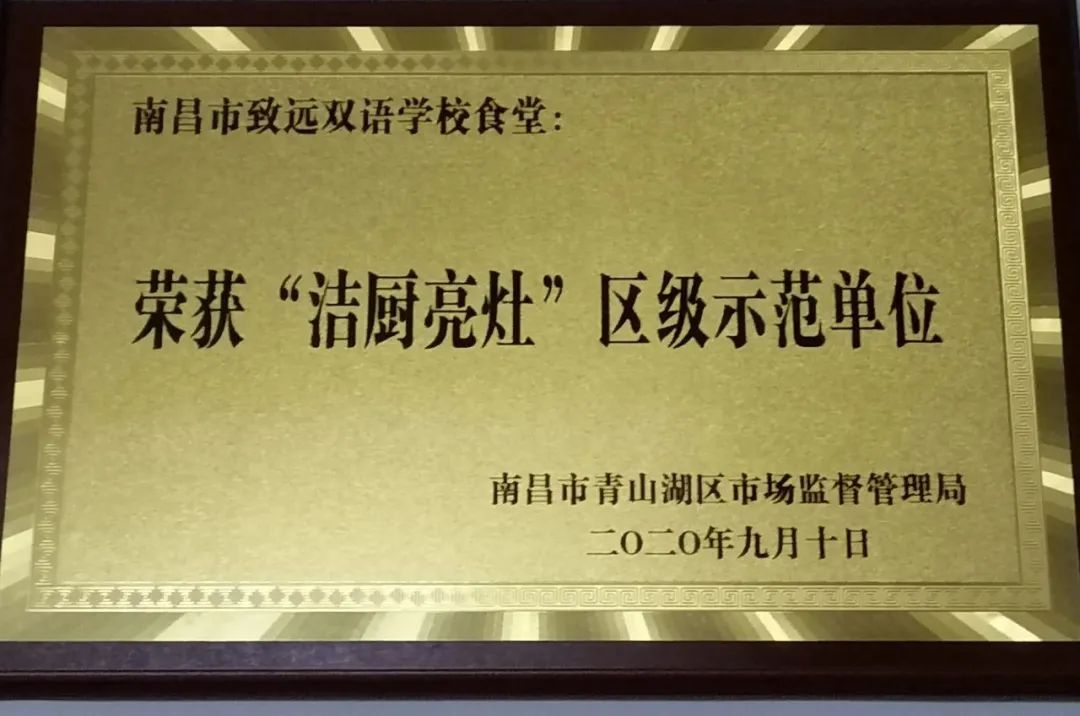 南昌市致远双语学校食堂：
荣获“洁厨亮灶”区级示范单位
南昌市青山湖区市场监督管理局
二〇二〇年九月十日